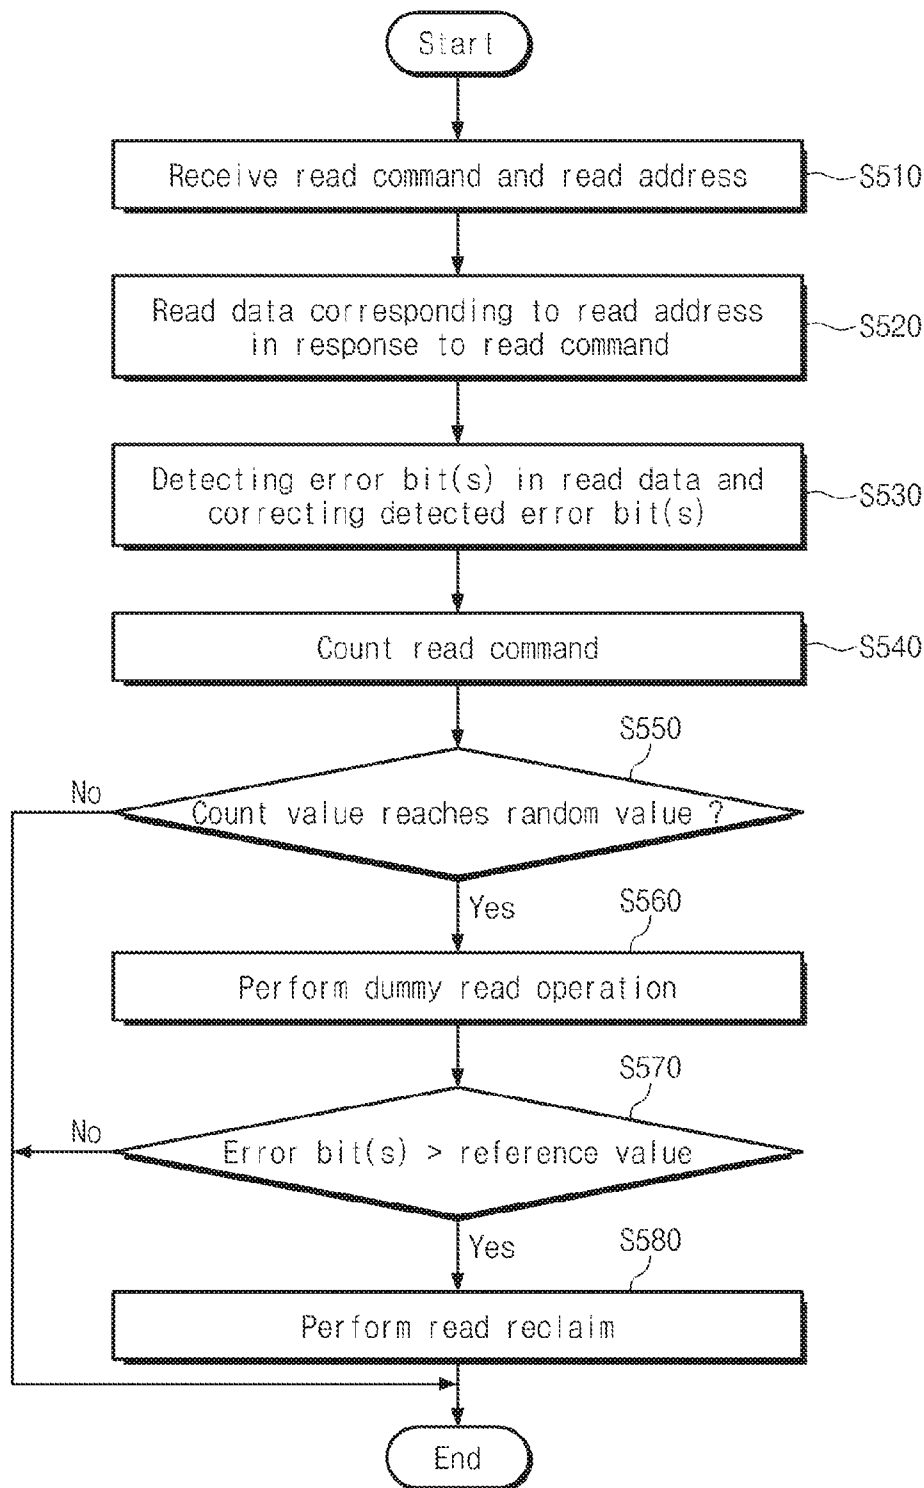 Start
Receive read command and read address
S510
Read data corresponding to read address
in response to read command
S520
Detecting error bit(s) in read data and
correcting detected error bit(s)
S530
Count read command
S540
S550
No
Count value reaches random value ?
Yes
S560
Perform dummy read operation
S570
No
Error bit(s) > reference value
Yes
S580
Perform read reclaim
End